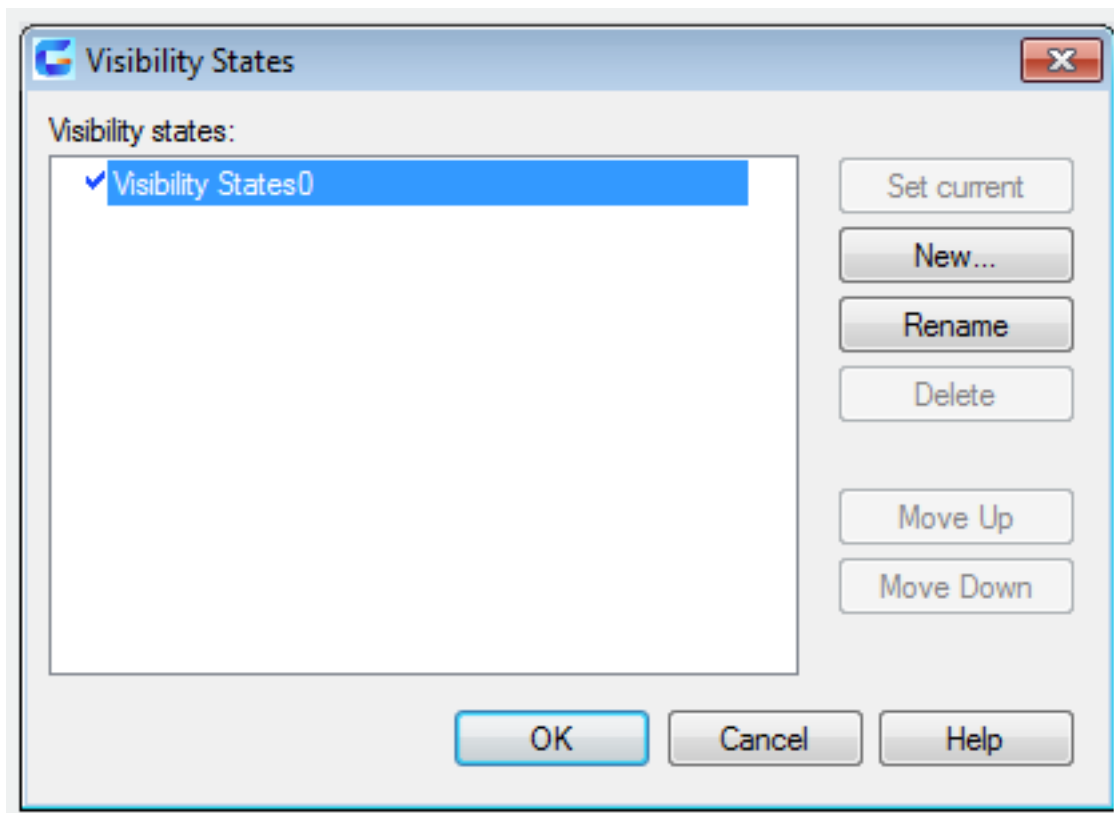 Visibility States
Visibility states:
Visibility States0
Set current
New...
Rename
Delete
Move Up
Move Down
OK
Cancel
Help